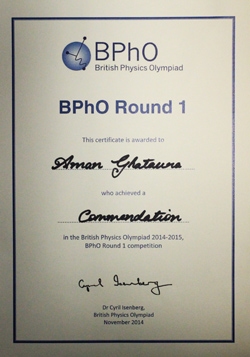 BPhO
British Physics Olympiad
BPhO Round 1
This certificate is awarded to
Aman Ghataura
who achieved a
Commendation
in the British Physics Olympiad 2014-2015,
BPhO Round 1 competition
Cyril Isenberg
Dr Cyril Isenberg,
British Physics Olympiad
November 2014